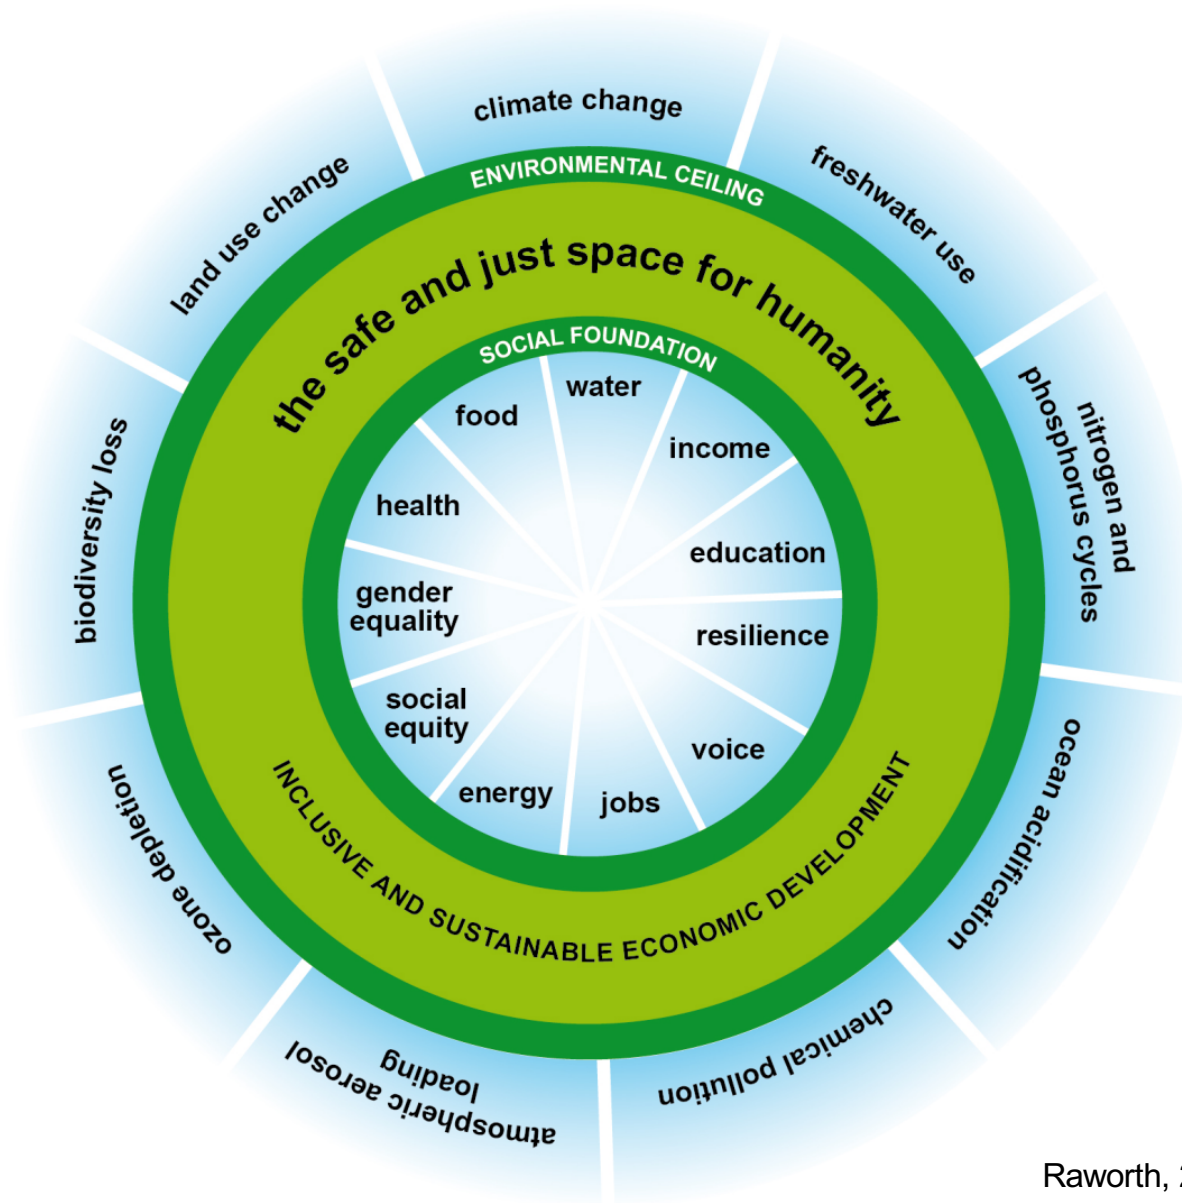 climate change
freshwater use
nitrogen and
phosphorus cycles
ocean acidification
chemical pollution
atmospheric aerosol
loading
ozone depletion
biodiversity loss
land use change
ENVIRONMENTAL CEILING
the safe and just space for humanity
SOCIAL FOUNDATION
water
income
education
resilience
voice
jobs
energy
social
equity
gender
equality
health
food
INCLUSIVE AND SUSTAINABLE ECONOMIC DEVELOPMENT
Raworth,